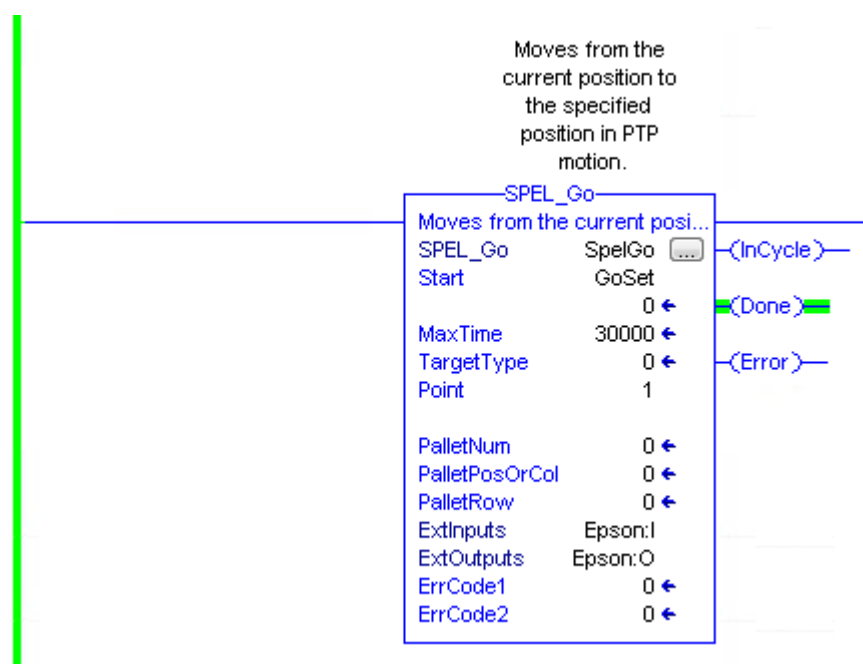 Moves from the
current position to
the specified
position in PTP
motion.
SPEL_Go
Moves from the current posi...
SPEL_Go SpelGo ... (InCycle)
Start GoSet
0 (Done)
MaxTime 30000
TargetType 0 (Error)
Point 1
PalletNum 0
PalletPosOrCol 0
PalletRow 0
ExtInputs Epson:I
ExtOutputs Epson:O
ErrCode1 0
ErrCode2 0